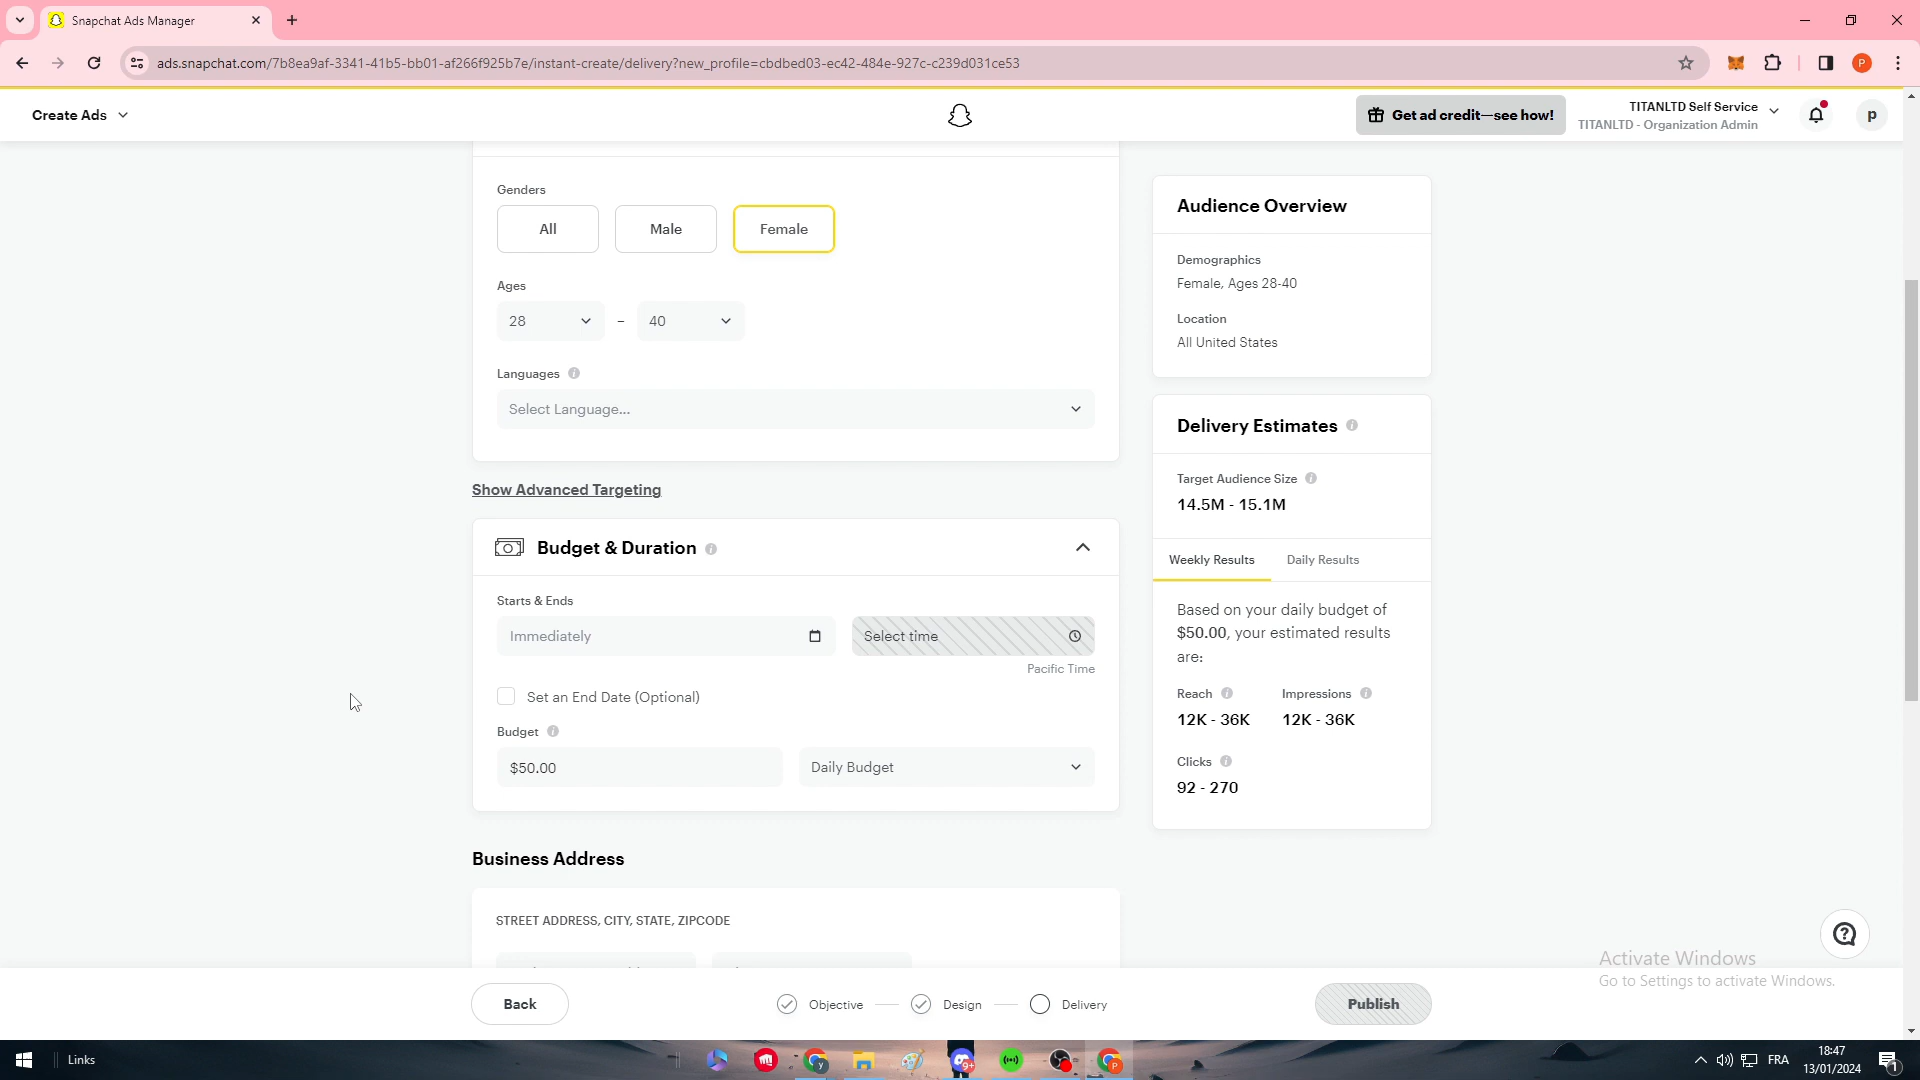 Snapchat Ads Manager
ads.snapchat.com/7b8ea9af-3341-41b5-bb01-af266f925b7e/instant-create/delivery?new_profile=cbdbed03-ec42-484e-927c-c239d031ce53
P
Create Ads
Get ad credit—see how!
TITANLTD Self Service
TITANLTD - Organization Admin
p
Genders
All
Male
Female
Ages
28
–
40
Languages
Select Language...
Show Advanced Targeting
Budget & Duration
Starts & Ends
Immediately
Select time
Pacific Time
Set an End Date (Optional)
Budget
$50.00
Daily Budget
Business Address
STREET ADDRESS, CITY, STATE, ZIPCODE
Audience Overview
Demographics
Female, Ages 28-40
Location
All United States
Delivery Estimates
Target Audience Size
14.5M - 15.1M
Weekly Results
Daily Results
Based on your daily budget of
$50.00, your estimated results
are:
Reach
Impressions
12K - 36K
12K - 36K
Clicks
92 - 270
Activate Windows
Go to Settings to activate Windows.
Back
Objective
Design
Delivery
Publish
Links
FRA
18:47
13/01/2024
1